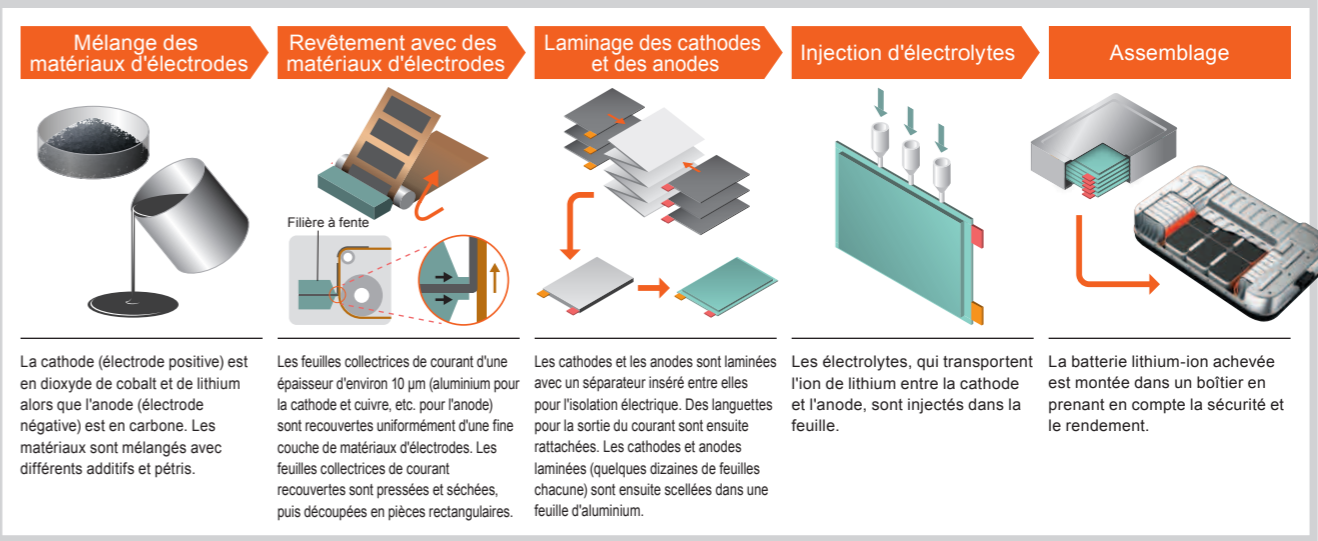 Mélange des
matériaux d'électrodes
La cathode (électrode positive) est
en dioxyde de cobalt et de lithium
alors que l'anode (électrode
négative) est en carbone. Les
matériaux sont mélangés avec
différents additifs et pétris.
Revêtement avec des
matériaux d'électrodes
Filière à fente
Les feuilles collectrices de courant d'une
épaisseur d'environ 10 µm (aluminium pour
la cathode et cuivre, etc. pour l'anode)
sont recouvertes uniformément d'une fine
couche de matériaux d'électrodes. Les
feuilles collectrices de courant
recouvertes sont pressées et séchées,
puis découpées en pièces rectangulaires.
Laminage des cathodes
et des anodes
Les cathodes et les anodes sont laminées
avec un séparateur inséré entre elles
pour l'isolation électrique. Des languettes
pour la sortie du courant sont ensuite
rattachées. Les cathodes et anodes
laminées (quelques dizaines de feuilles
chacune) sont ensuite scellées dans une
feuille d'aluminium.
Injection d'électrolytes
Les électrolytes, qui transportent
l'ion de lithium entre la cathode
et l'anode, sont injectés dans la
feuille.
Assemblage
La batterie lithium-ion achevée
est montée dans un boîtier en
prenant en compte la sécurité et
le rendement.